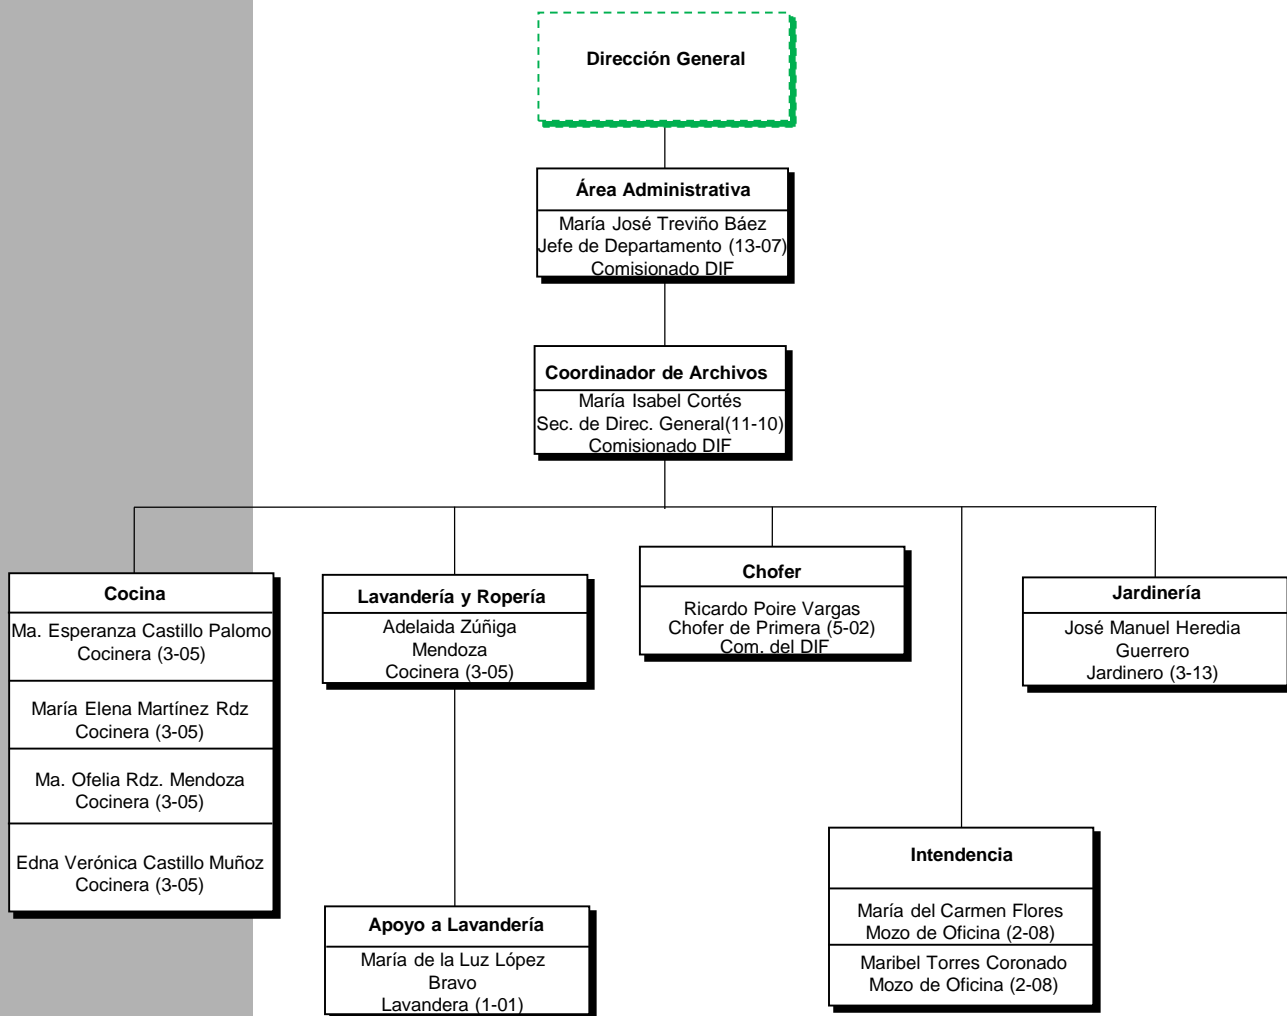 Dirección General
Área Administrativa
María José Treviño Báez
Jefe de Departamento (13-07)
Comisionado DIF
Coordinador de Archivos
María Isabel Cortés
Sec. de Direc. General(11-10)
Comisionado DIF
Cocina
Ma. Esperanza Castillo Palomo
Cocinera (3-05)
María Elena Martínez Rdz
Cocinera (3-05)
Ma. Ofelia Rdz. Mendoza
Cocinera (3-05)
Edna Verónica Castillo Muñoz
Cocinera (3-05)
Lavandería y Ropería
Adelaida Zúñiga
Mendoza
Cocinera (3-05)
Apoyo a Lavandería
María de la Luz López
Bravo
Lavandera (1-01)
Chofer
Ricardo Poire Vargas
Chofer de Primera (5-02)
Com. del DIF
Intendencia
María del Carmen Flores
Mozo de Oficina (2-08)
Maribel Torres Coronado
Mozo de Oficina (2-08)
Jardinería
José Manuel Heredia
Guerrero
Jardinero (3-13)